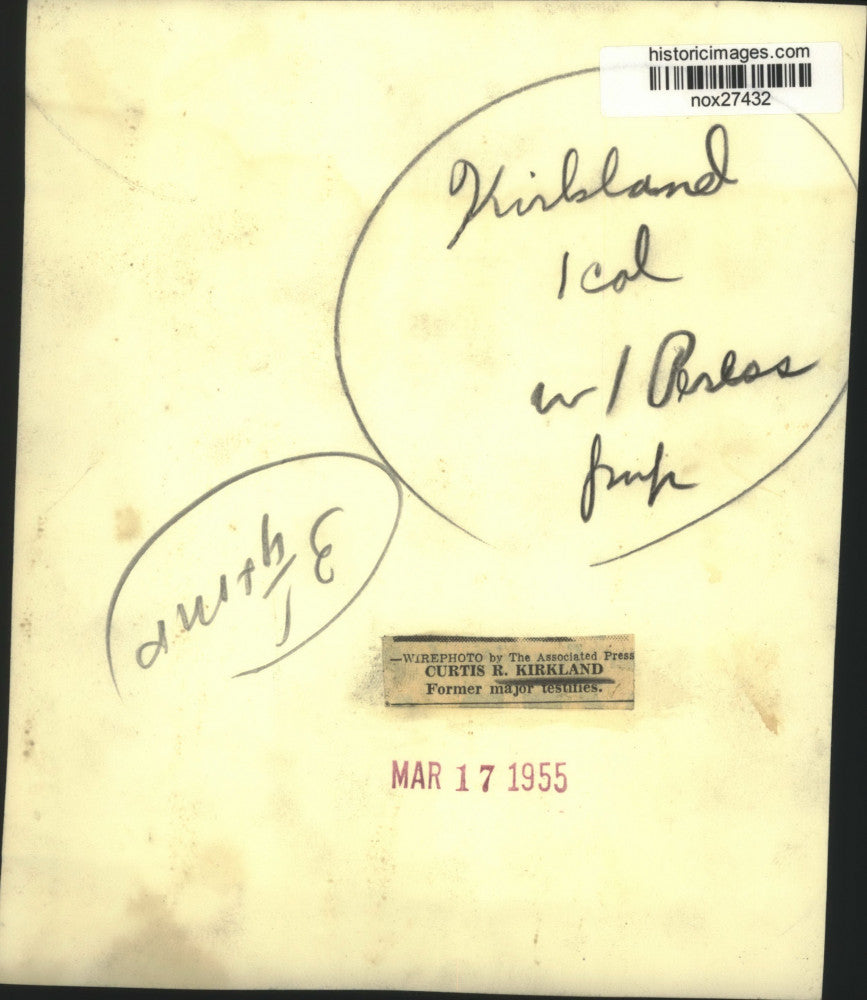 historicimages.com
nox27432
Kirkland
1 col
w/ Peress
—WIREPHOTO by The Associated Press
CURTIS R. KIRKLAND
Former major testifies.
MAR 17 1955